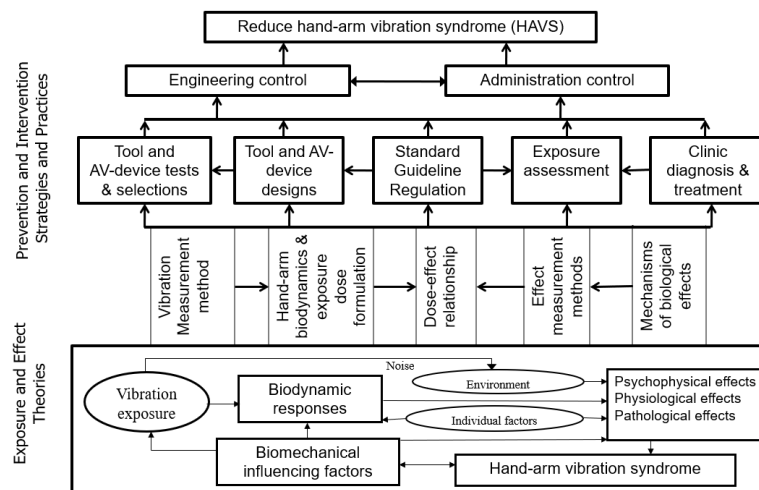 Reduce hand-arm vibration syndrome (HAVS)
Engineering control
Administration control
Prevention and Intervention
Strategies and Practices
Tool and
AV-device tests
& selections
Tool and AV-
device designs
Standard
Guideline
Regulation
Exposure
assessment
Clinic
diagnosis &
treatment
Vibration
Measurement
method
Hand-arm
biodynamics &
exposure
dose
formulation
Dose-effect
relationship
Effect
measurement
methods
Mechanisms
of biological
effects
Exposure and Effect
Theories
Vibration
exposure
Noise
Environment
Biodynamic
responses
Individual factors
Psychophysical effects
Physiological effects
Pathological effects
Biomechanical
influencing factors
Hand-arm vibration syndrome